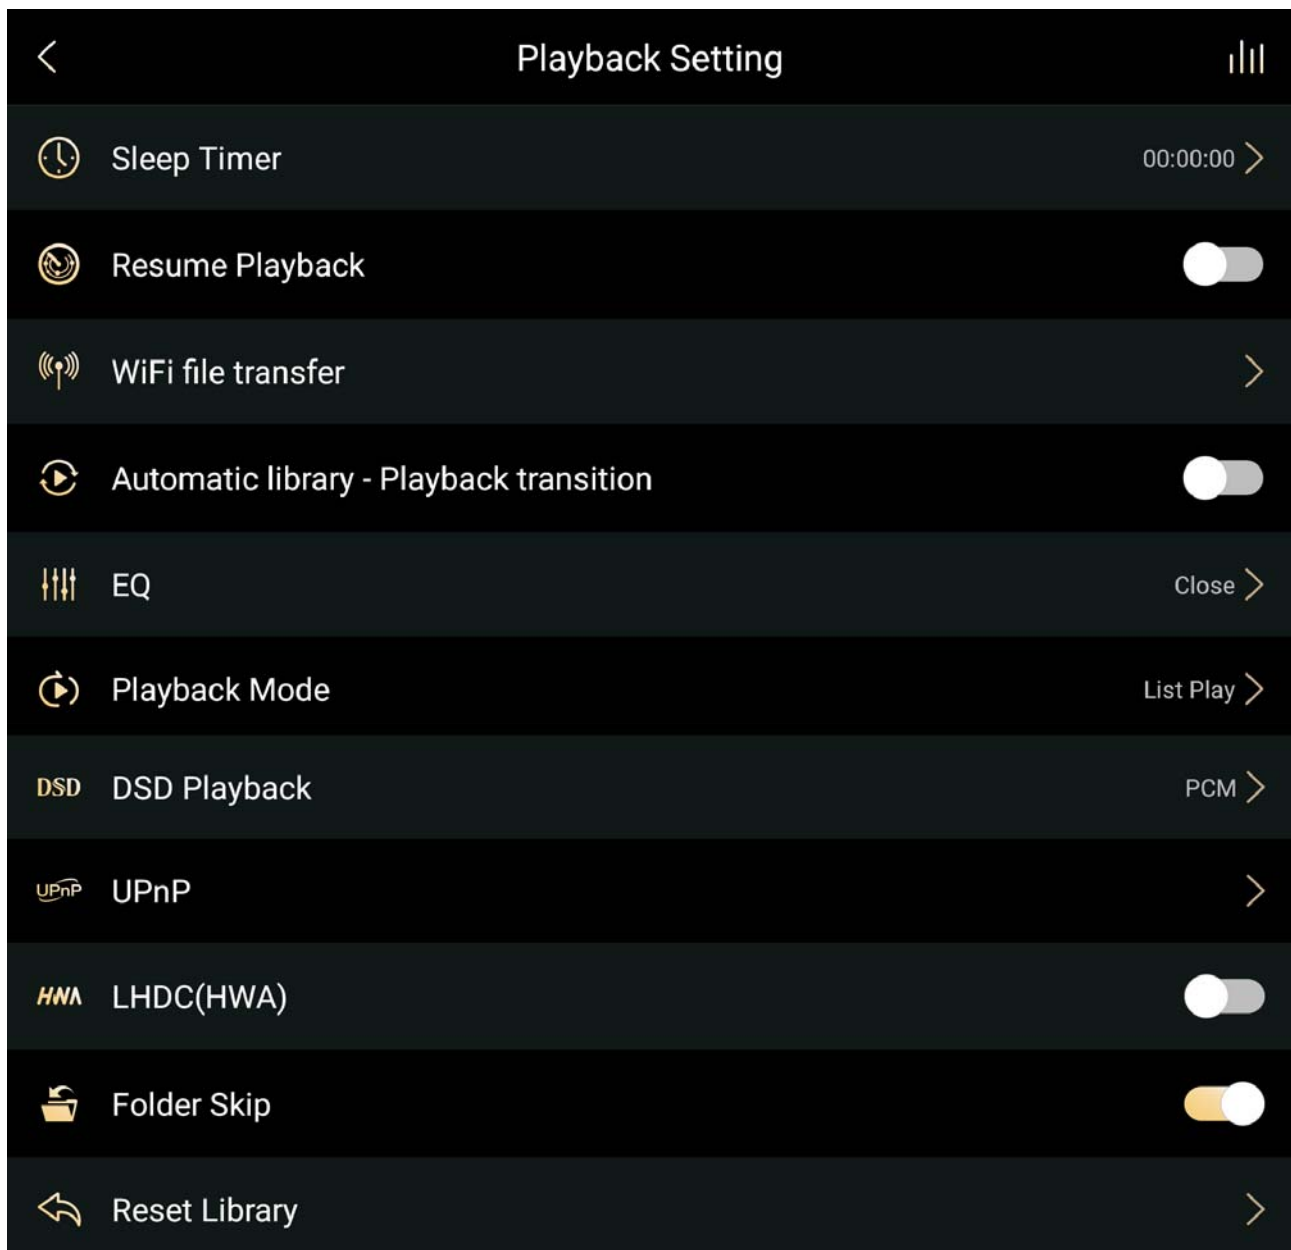 Playback Setting
Sleep Timer 00:00:00
Resume Playback
WiFi file transfer
Automatic library - Playback transition
EQ Close
Playback Mode List Play
DSD DSD Playback PCM
UPnP UPnP
HWA LHDC(HWA)
Folder Skip
Reset Library